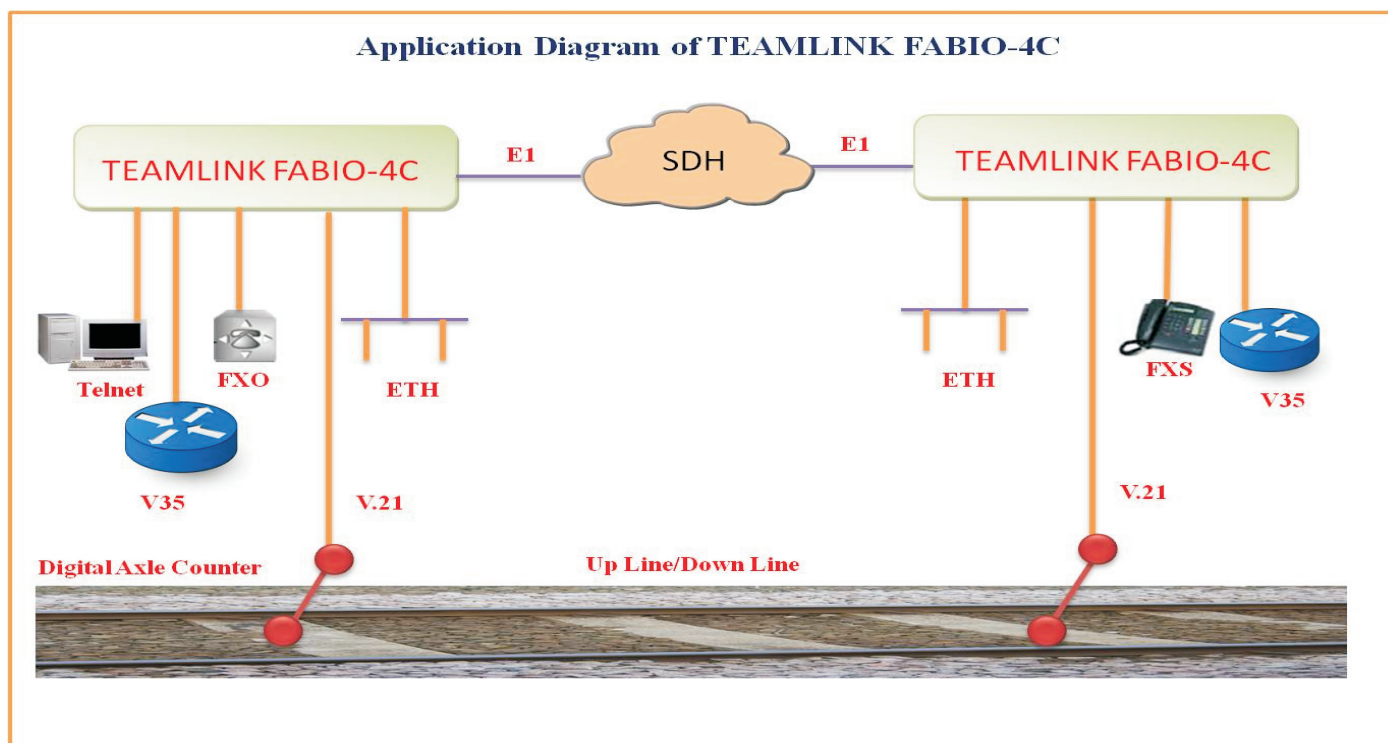 Application Diagram of TEAMLINK FABIO-4C
TEAMLINK FABIO-4C
E1
SDH
E1
TEAMLINK FABIO-4C
Telnet
FXO
ETH
V35
V.21
ETH
FXS
V35
V.21
Digital Axle Counter
Up Line/Down Line